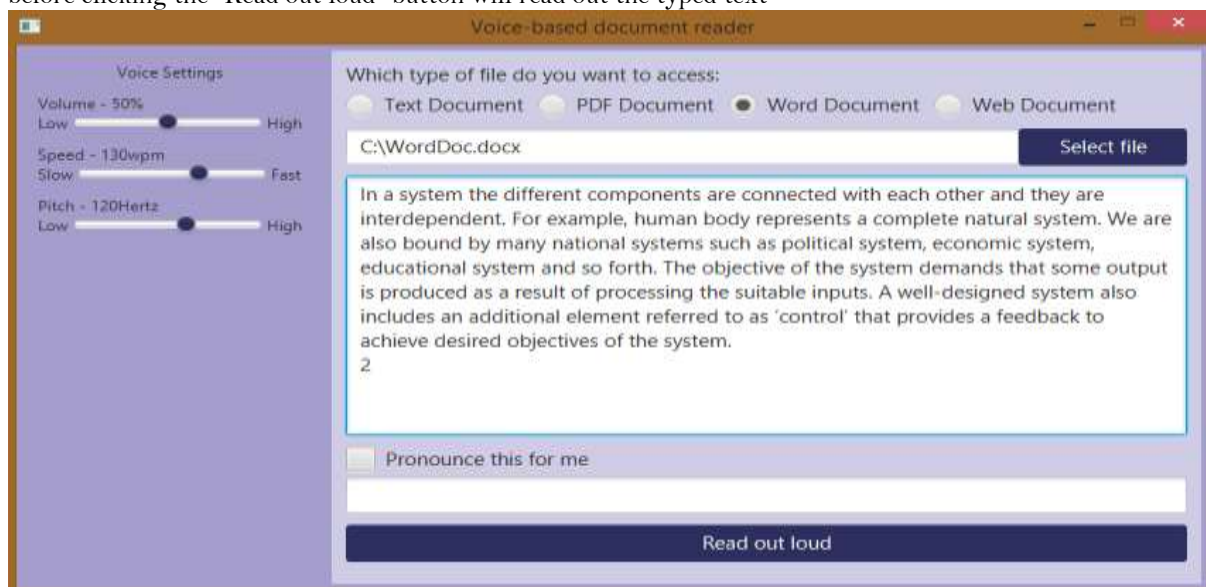 before clicking the "Read out loud" button will read out the typed text
Voice-based document reader
Voice Settings
Volume - 50%
Low High
Speed - 130wpm
Slow Fast
Pitch - 120Hertz
Low High
Which type of file do you want to access:
Text Document PDF Document Word Document Web Document
C:\WordDoc.docx Select file
In a system the different components are connected with each other and they are
interdependent. For example, human body represents a complete natural system. We are
also bound by many national systems such as political system, economic system,
educational system and so forth. The objective of the system demands that some output
is produced as a result of processing the suitable inputs. A well-designed system also
includes an additional element referred to as ‘control’ that provides a feedback to
achieve desired objectives of the system.
2
Pronounce this for me
Read out loud